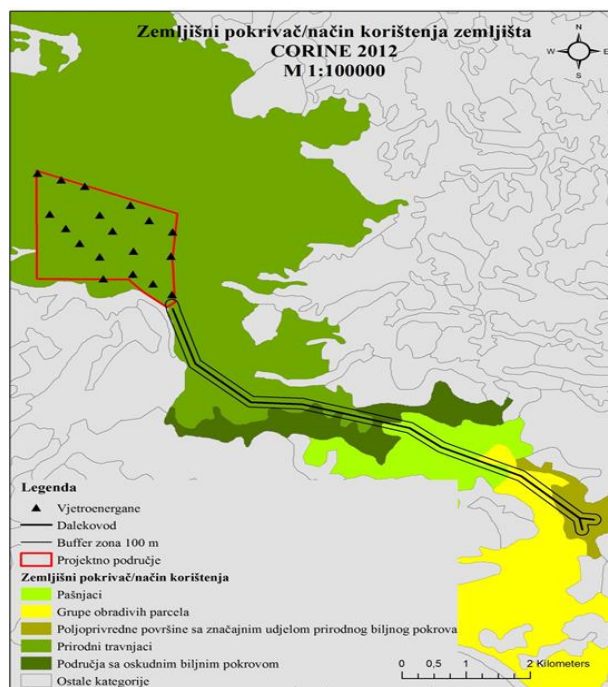 Zemljišni pokrivač/način korištenja zemljišta
CORINE 2012
M 1:100000
N
W E
S
Legenda
Vjetroenergane
Dalekovod
Buffer zona 100 m
Projektno područje
Zemljišni pokrivač/način korištenja
Pašnjaci
Grupe obradivih parcela
Poljoprivredne površine sa značajnim udjelom prirodnog biljnog pokrova
Prirodni travnjaci
Područja sa oskudnim biljnim pokrovom
Ostale kategorije
0 0,5 1 2 Kilometers